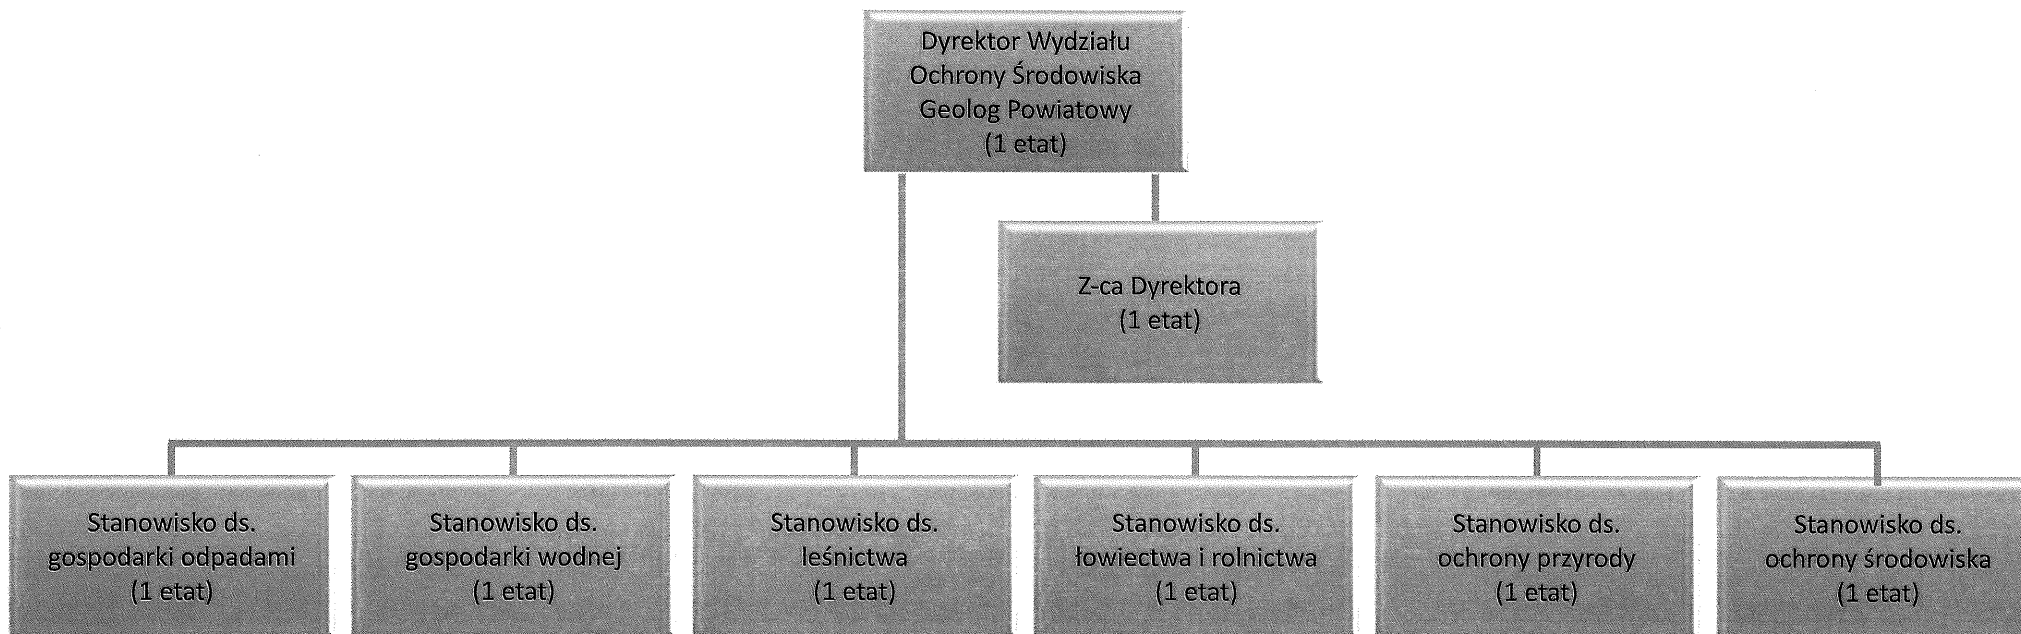 Dyrektor Wydziału
Ochrony Środowiska
Geolog Powiatowy
(1 etat)
Z-ca Dyrektora
(1 etat)
Stanowisko ds.
gospodarki odpadami
(1 etat)
Stanowisko ds.
gospodarki wodnej
(1 etat)
Stanowisko ds.
leśnictwa
(1 etat)
Stanowisko ds.
łowiectwa i rolnictwa
(1 etat)
Stanowisko ds.
ochrony przyrody
(1 etat)
Stanowisko ds.
ochrony środowiska
(1 etat)